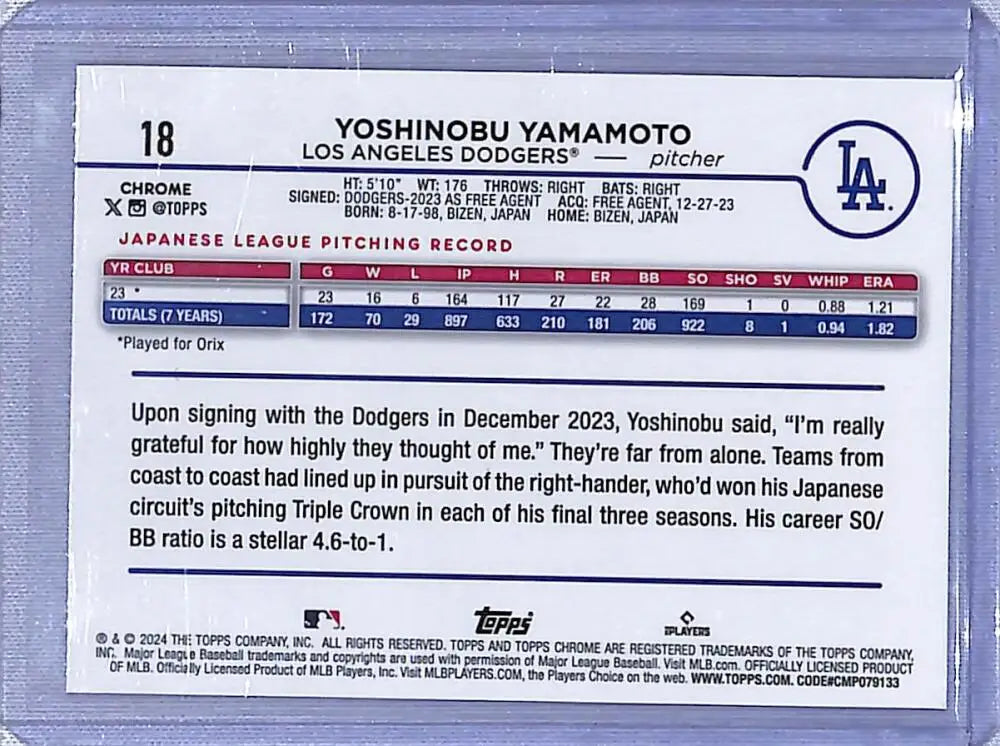 18
YOSHINOBU YAMAMOTO
LOS ANGELES DODGERS® — pitcher
LA
CHROME
@TOPPS
HT: 5'10" WT: 176 THROWS: RIGHT BATS: RIGHT
SIGNED: DODGERS-2023 AS FREE AGENT ACQ: FREE AGENT, 12-27-23
BORN: 8-17-98, BIZEN, JAPAN HOME: BIZEN, JAPAN
JAPANESE LEAGUE PITCHING RECORD
YR CLUB G W L IP H R ER BB SO SHO SV WHIP ERA
23 * 23 16 6 164 117 27 22 28 169 1 0 0.88 1.21
TOTALS (7 YEARS) 172 70 29 897 633 210 181 206 922 8 1 0.94 1.82
*Played for Orix
Upon signing with the Dodgers in December 2023, Yoshinobu said, “I'm really
grateful for how highly they thought of me.” They're far from alone. Teams from
coast to coast had lined up in pursuit of the right-hander, who'd won his Japanese
circuit's pitching Triple Crown in each of his final three seasons. His career SO/
BB ratio is a stellar 4.6-to-1.
topps
PLAYERS
® & © 2024 THE TOPPS COMPANY, INC. ALL RIGHTS RESERVED. TOPPS AND TOPPS CHROME ARE REGISTERED TRADEMARKS OF THE TOPPS COMPANY,
INC. Major League Baseball trademarks and copyrights are used with permission of Major League Baseball. Visit MLB.com. OFFICIALLY LICENSED PRODUCT
OF MLB. Officially Licensed Product of MLB Players, Inc. Visit MLBPLAYERS.COM, the Players Choice on the web. WWW.TOPPS.COM. CODE#CMP079133